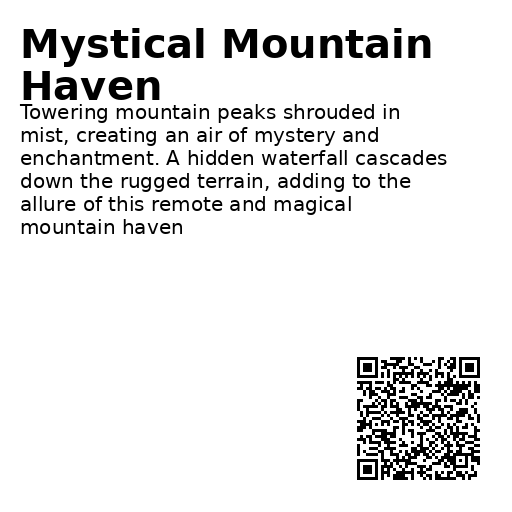 Mystical Mountain
Haven
Towering mountain peaks shrouded in
mist, creating an air of mystery and
enchantment. A hidden waterfall cascades
down the rugged terrain, adding to the
allure of this remote and magical
mountain haven